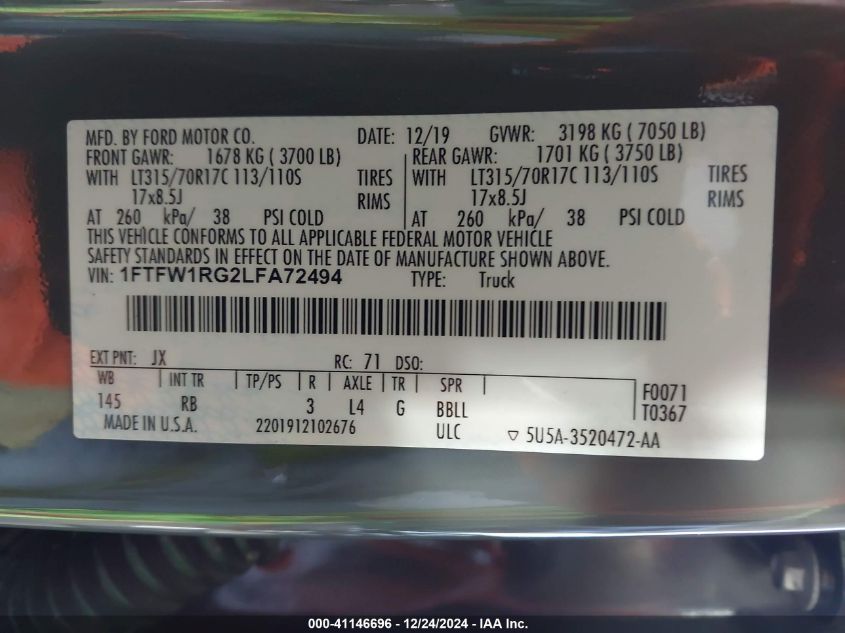 MFD. BY FORD MOTOR CO. DATE: 12/19 GVWR: 3198 KG ( 7050 LB)
FRONT GAWR: 1678 KG ( 3700 LB) REAR GAWR: 1701 KG ( 3750 LB)
WITH LT315/70R17C 113/110S TIRES WITH LT315/70R17C 113/110S TIRES
17x8.5J RIMS 17x8.5J RIMS
AT 260 kPa/ 38 PSI COLD AT 260 kPa/ 38 PSI COLD
THIS VEHICLE CONFORMS TO ALL APPLICABLE FEDERAL MOTOR VEHICLE
SAFETY STANDARDS IN EFFECT ON THE DATE OF MANUFACTURE SHOWN ABOVE.
VIN: 1FTFW1RG2LFA72494 TYPE: Truck
EXT PNT: JX RC: 71 DSO:
WB INT TR TP/PS R AXLE TR SPR F0071
145 RB 3 L4 G BBLL T0367
MADE IN U.S.A. 2201912102676 ULC ▽ 5U5A-3520472-AA
000-41146696 - 12/24/2024 - IAA Inc.